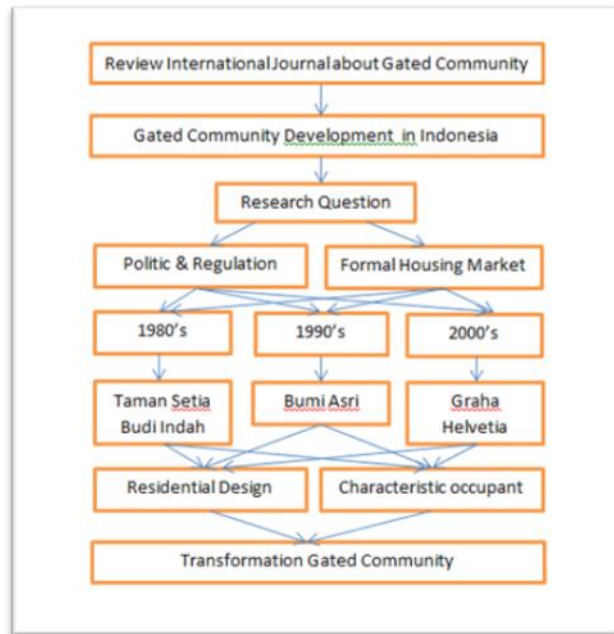 Review International Journal about Gated Community
Gated Community Development in Indonesia
Research Question
Politic & Regulation
Formal Housing Market
1980's
1990's
2000's
Taman Setia
Budi Indah
Bumi Asri
Graha
Helvetia
Residential Design
Characteristic occupant
Transformation Gated Community